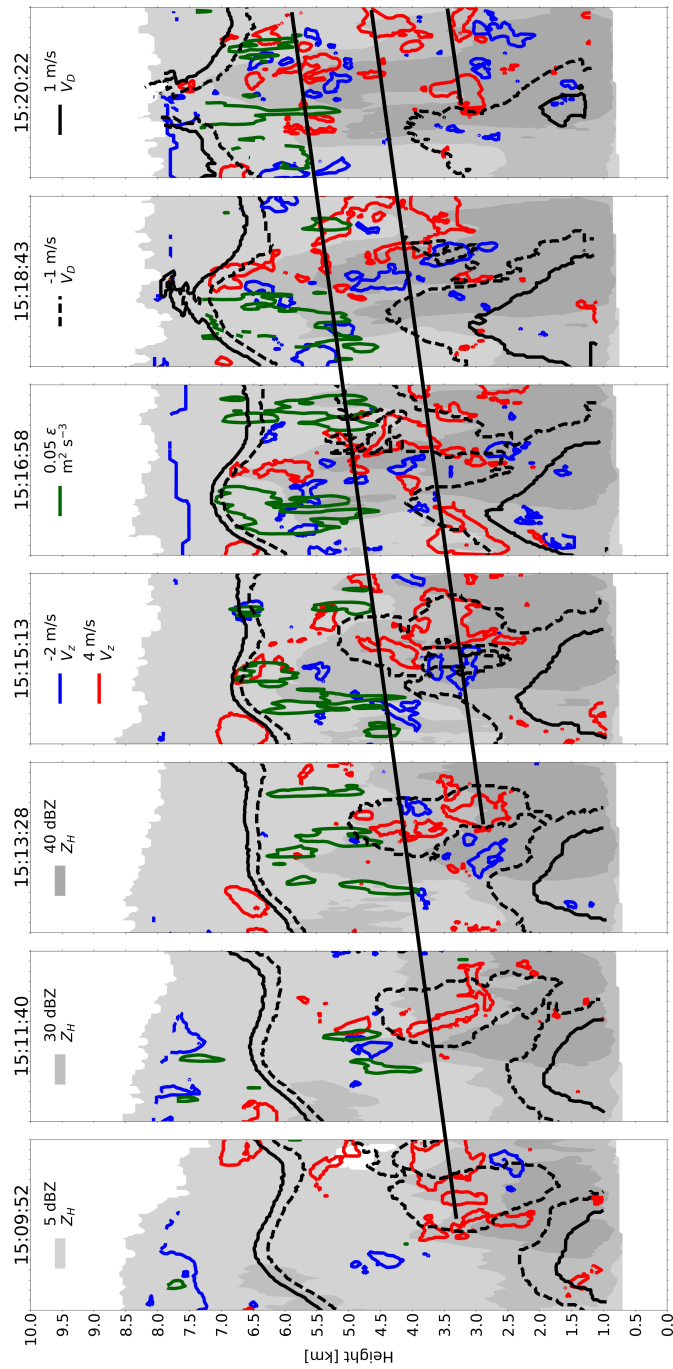 15:09:52
15:11:40
15:13:28
15:15:13
15:16:58
15:18:43
15:20:22
5 dBZ
Z_H
30 dBZ
Z_H
40 dBZ
Z_H
-2 m/s
V_z
4 m/s
V_z
0.05 ε
m² s⁻³
-1 m/s
V_D
1 m/s
V_D
Height [km]
10.0
9.5
9.0
8.5
8.0
7.5
7.0
6.5
6.0
5.5
5.0
4.5
4.0
3.5
3.0
2.5
2.0
1.5
1.0
0.5
0.0